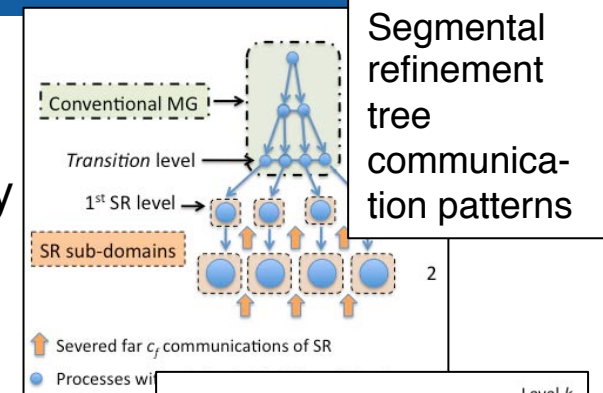 Segmental
refinement
tree
communica-
tion patterns
Conventional MG
Transition level
y
1st SR level
SR sub-domains
2
Severed far cf communications of SR
Processes wit
Level k